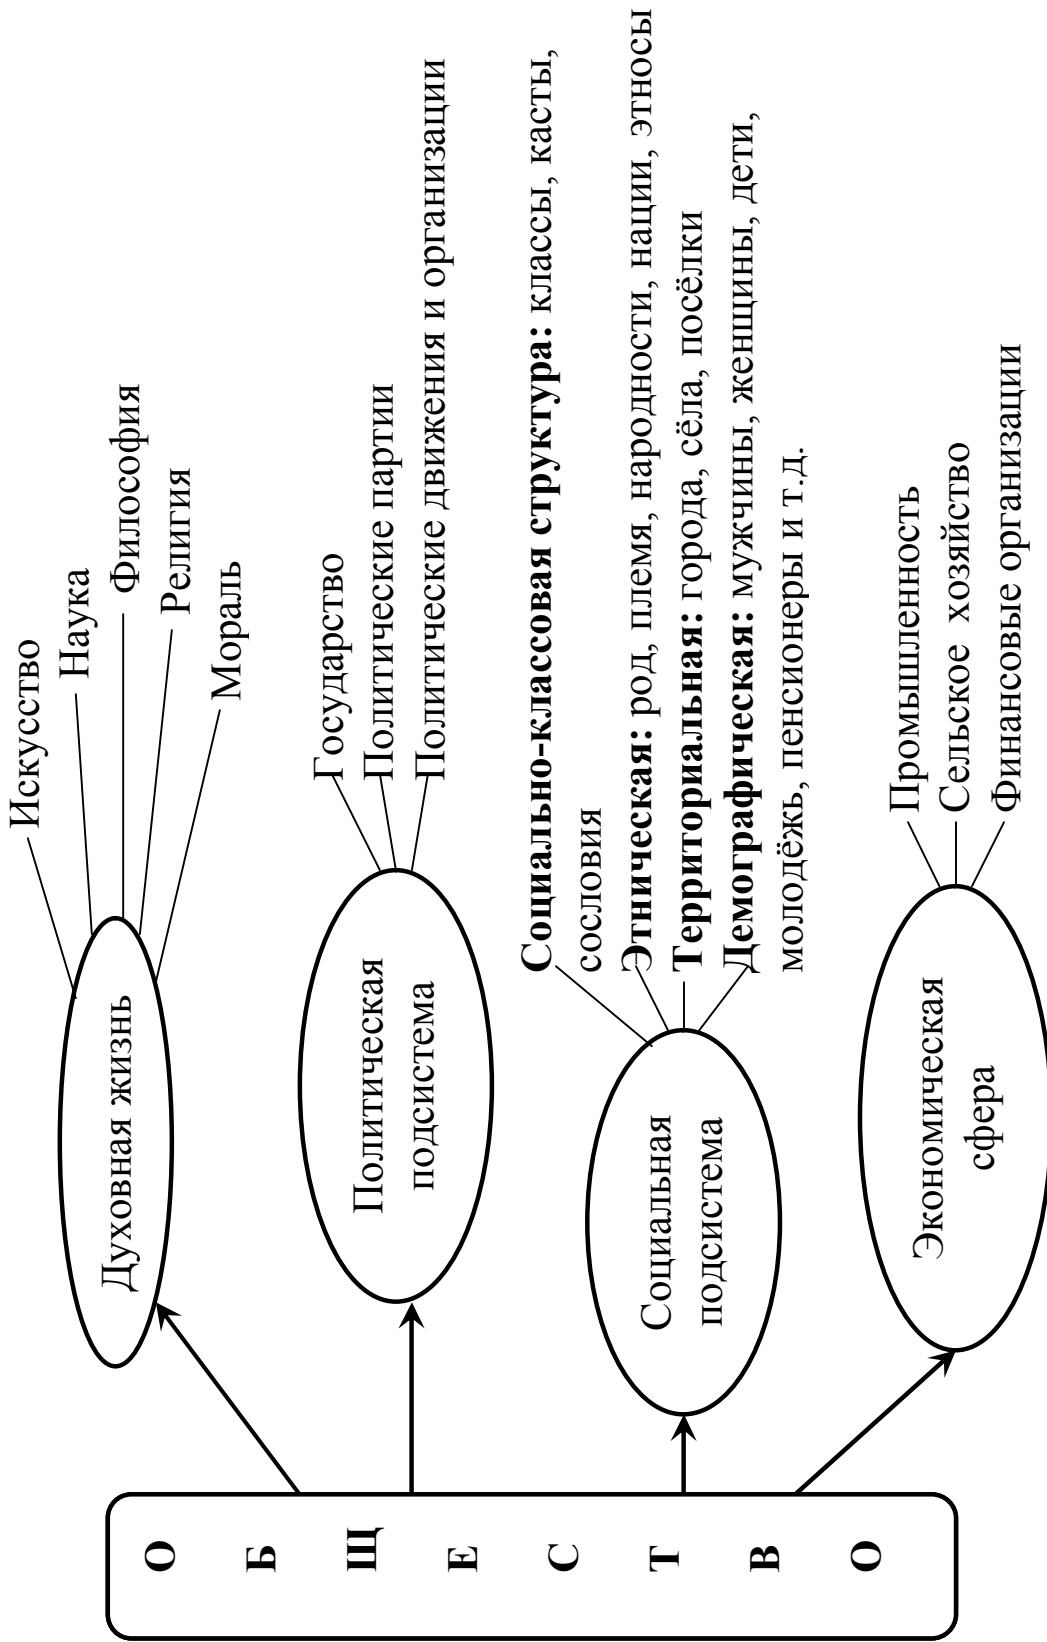 ОБЩЕСТВО
Духовная жизнь
Искусство
Наука
Философия
Религия
Мораль
Политическая
подсистема
Государство
Политические партии
Политические движения и организации
Социальная
подсистема
Социально-классовая структура: классы, касты,
сословия
Этническая: род, племя, народности, нации, этносы
Территориальная: города, сёла, посёлки
Демографическая: мужчины, женщины, дети,
молодёжь, пенсионеры и т.д.
Экономическая
сфера
Промышленность
Сельское хозяйство
Финансовые организации